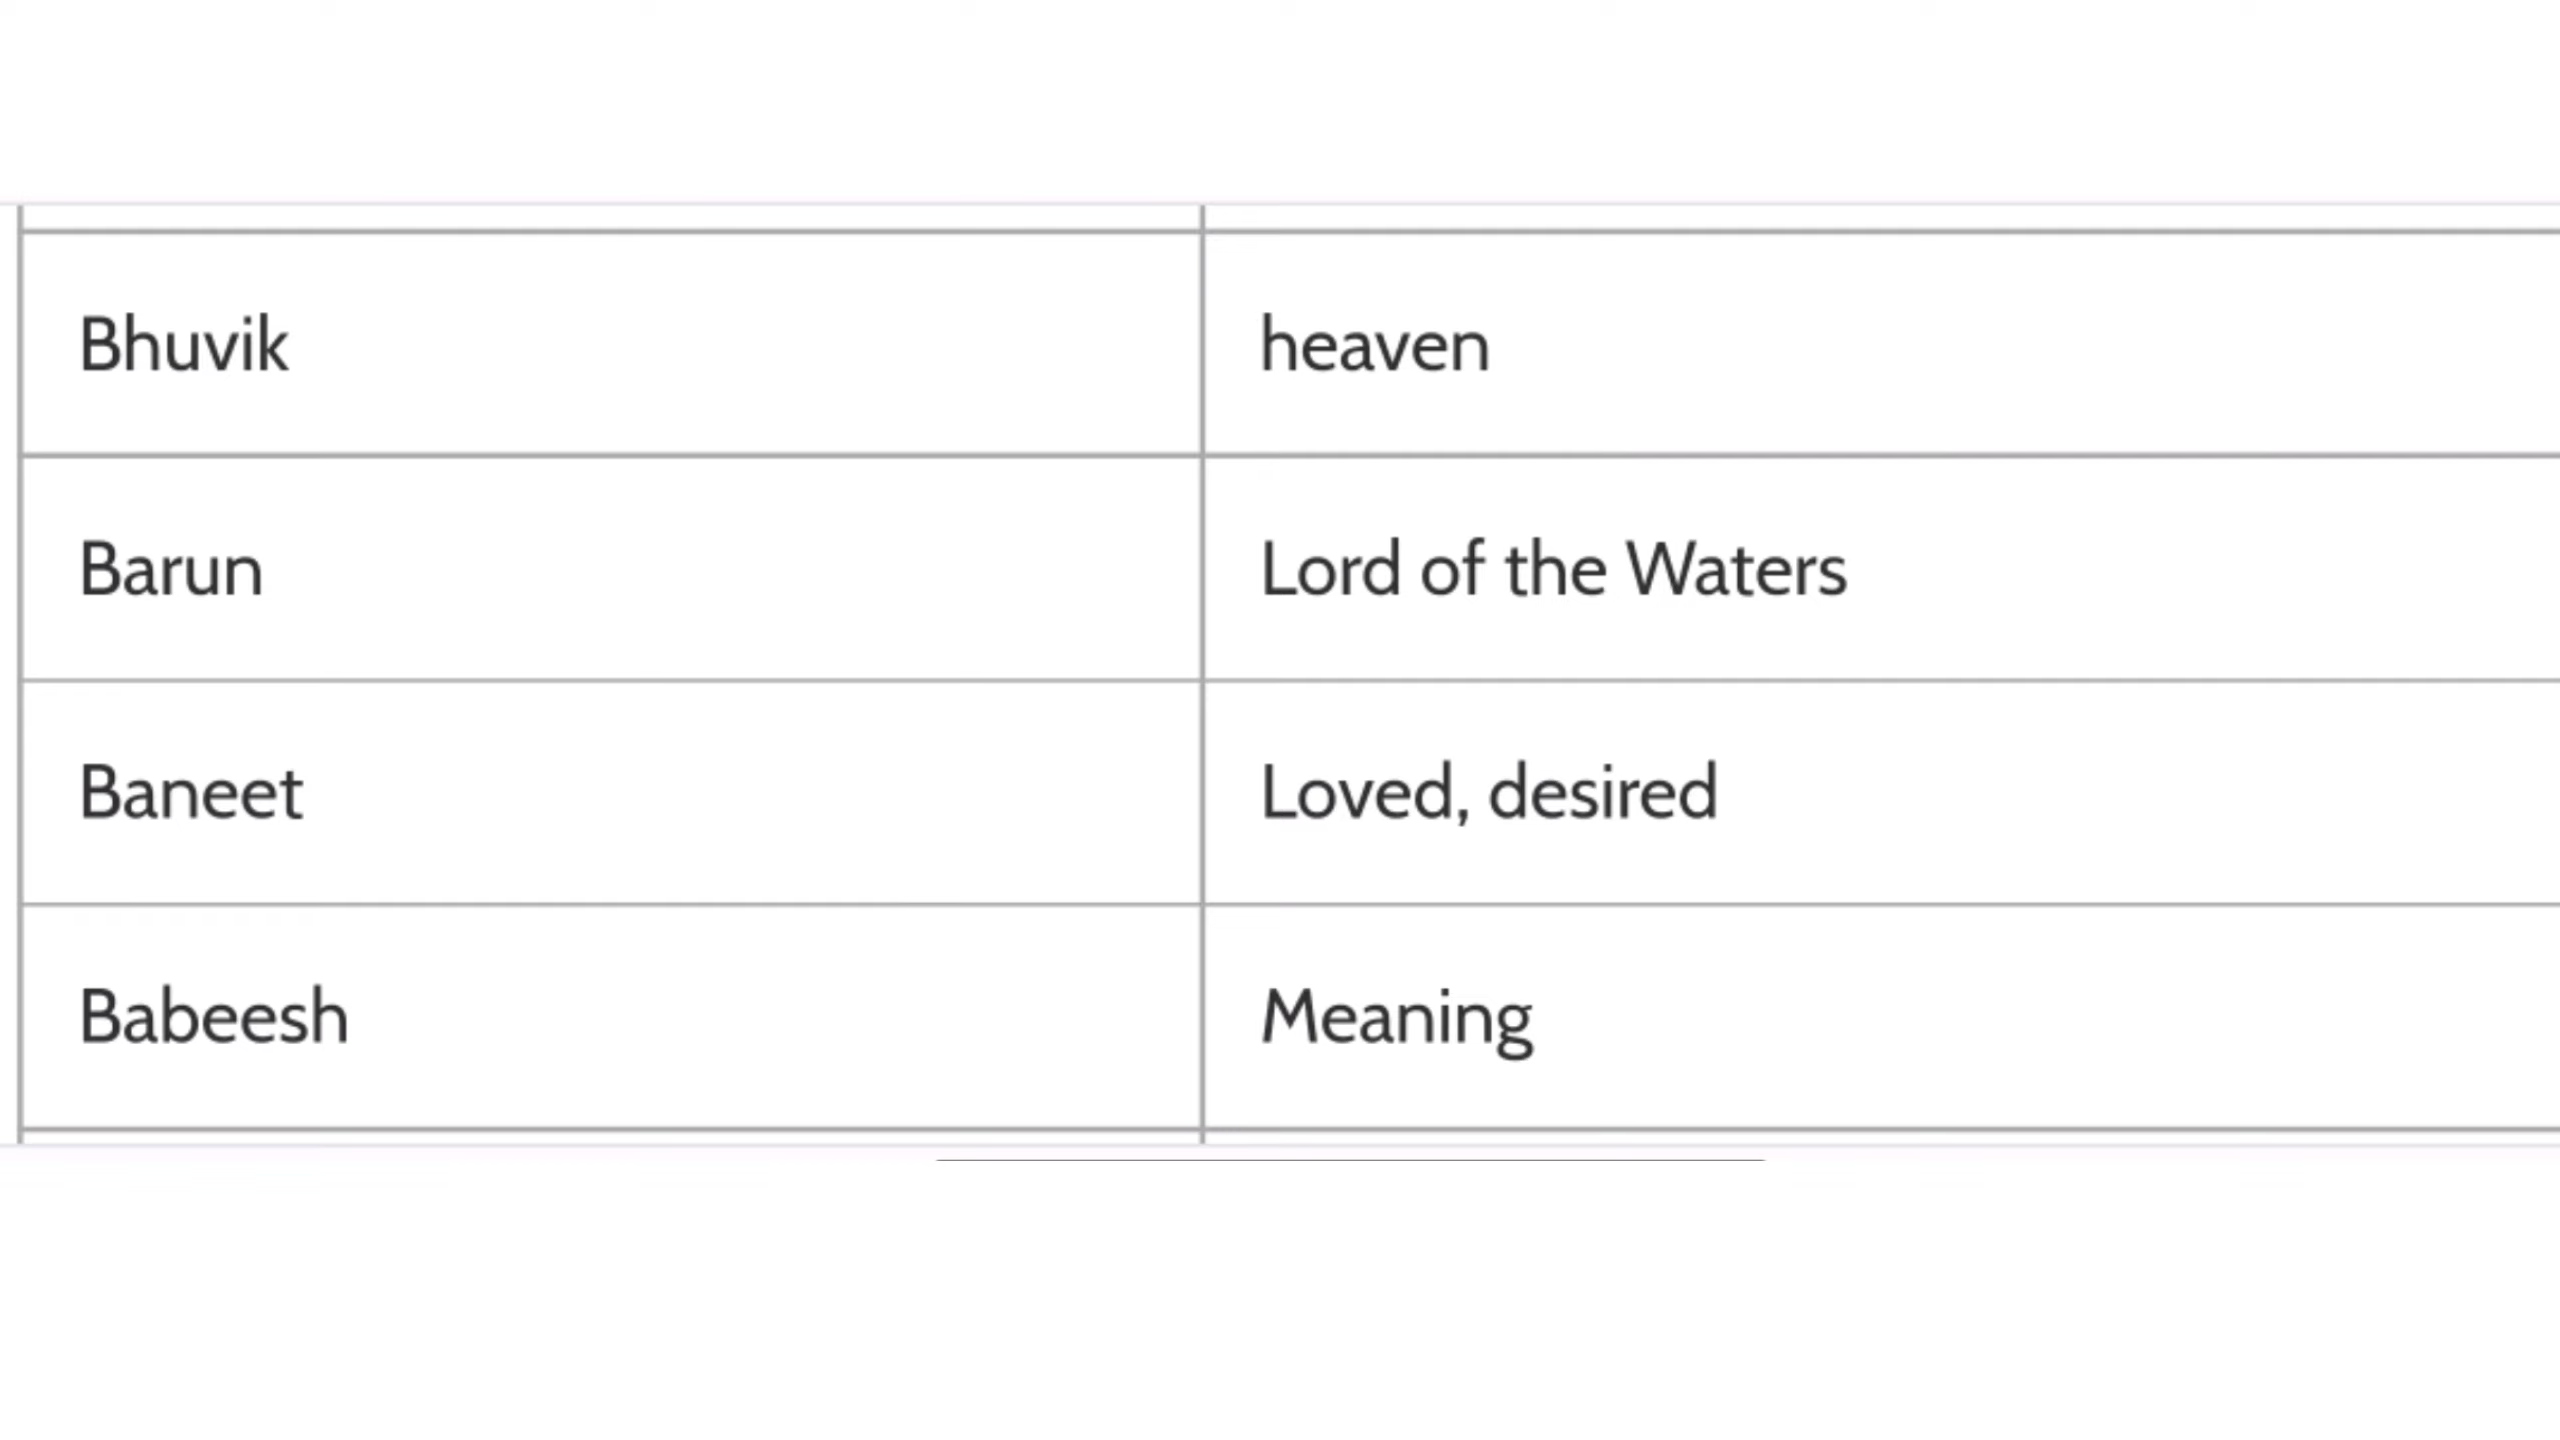 Bhuvik heaven
Barun Lord of the Waters
Baneet Loved, desired
Babeesh Meaning